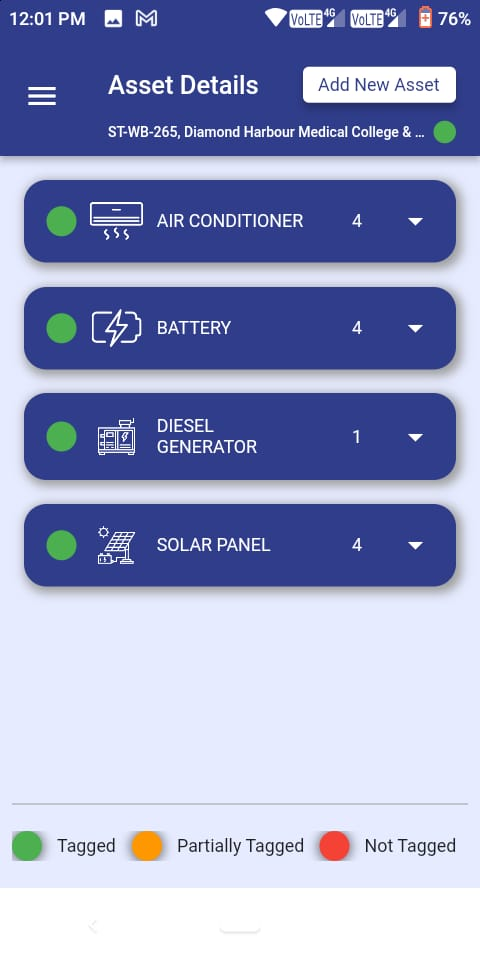 12:01 PM
VoLTE 4G VoLTE 4G 76%
Asset Details
Add New Asset
ST-WB-265, Diamond Harbour Medical College & ...
AIR CONDITIONER 4
BATTERY 4
DIESEL
GENERATOR 1
SOLAR PANEL 4
Tagged Partially Tagged Not Tagged